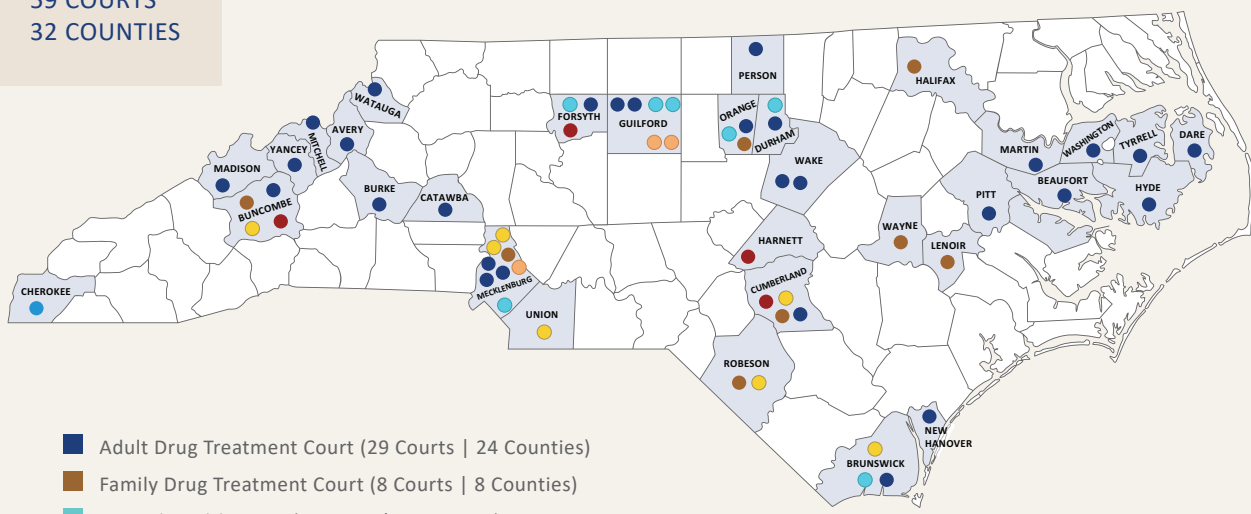 59 COURTS
32 COUNTIES
PERSON
HALIFAX
WATAUGA
FORSYTH
GUILFORD
ORANGE
DURHAM
AVERY
MITCHELL
YANCEY
MADISON
WAKE
MARTIN
WASHINGTON
TYRRELL
DARE
BURKE
CATAWBA
BEAUFORT
HYDE
PITT
BUNCOMBE
WAYNE
HARNETT
LENOIR
CHEROKEE
MECKLENBURG
CUMBERLAND
UNION
ROBESON
NEW
HANOVER
BRUNSWICK
Adult Drug Treatment Court (29 Courts | 24 Counties)
Family Drug Treatment Court (8 Courts | 8 Counties)